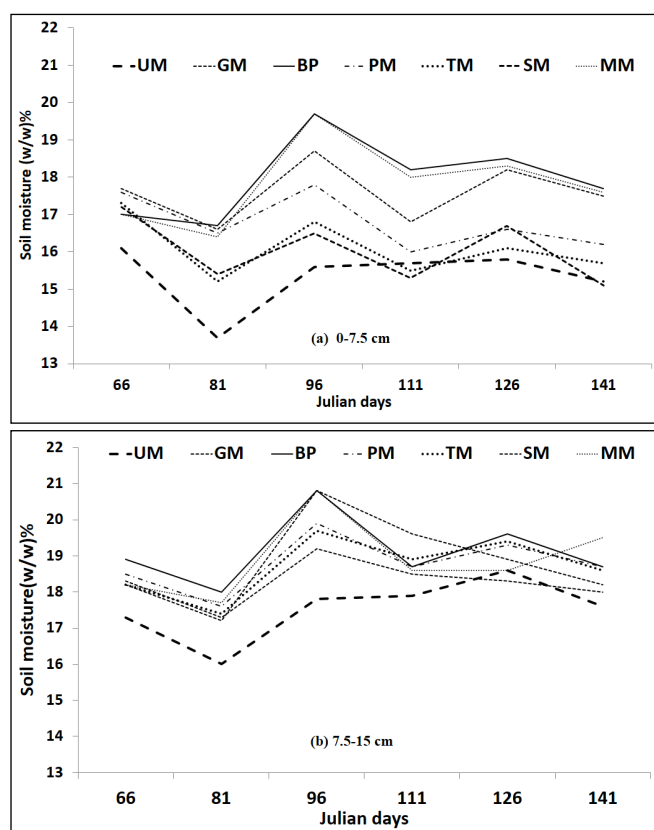 22
UM GM BP PM TM SM MM
21
20
19
18
17
16
15
14
13
Soil moisture (w/w)%
(a) 0-7.5 cm
66 81 96 111 126 141
Julian days
22
UM GM BP PM TM SM MM
21
20
19
18
17
16
15
14
13
Soil moisture(w/w)%
(b) 7.5-15 cm
66 81 96 111 126 141
Julian days